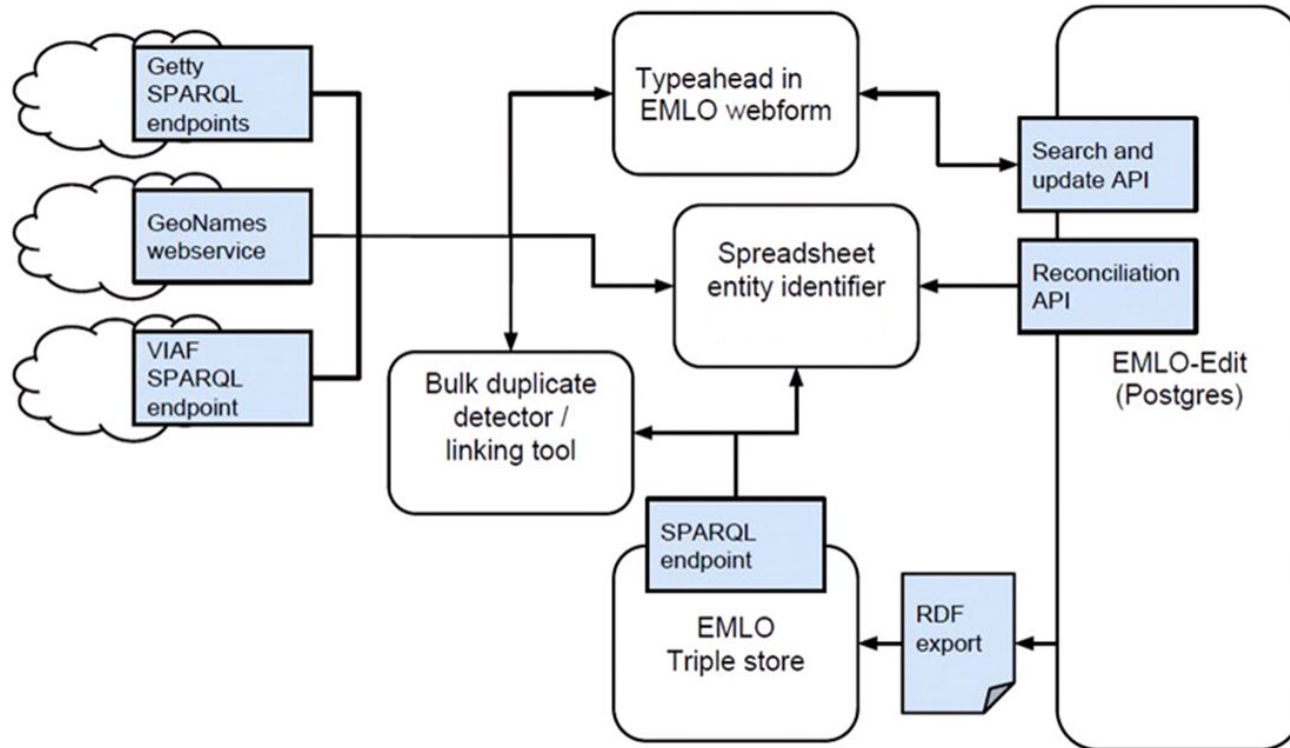 Getty
SPARQL
endpoints
GeoNames
webservice
VIAF
SPARQL
endpoint
Typeahead in
EMLO webform
Spreadsheet
entity identifier
Bulk duplicate
detector /
linking tool
Search and
update API
Reconciliation
API
EMLO-Edit
(Postgres)
SPARQL
endpoint
EMLO
Triple store
RDF
export